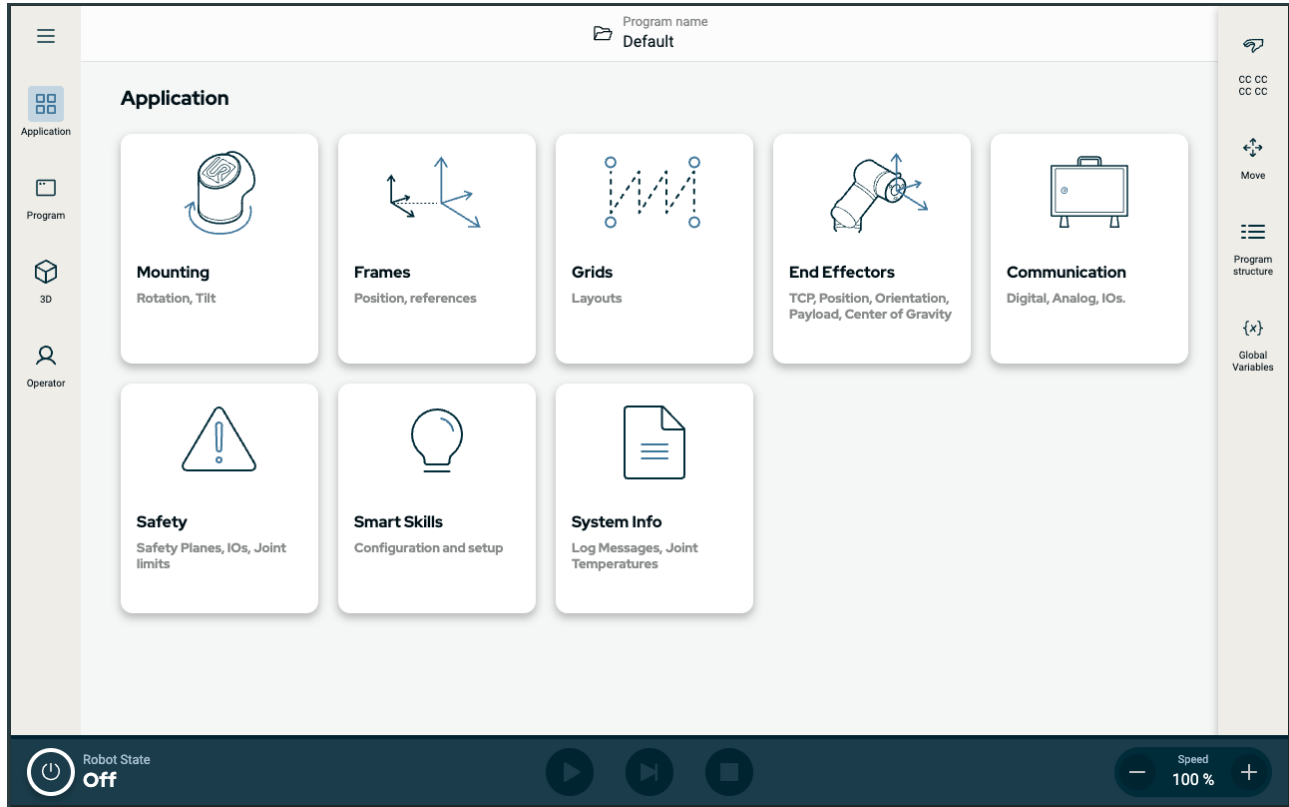 Program name
Default
Application
Program
3D
Operator
Application
Mounting
Rotation, Tilt
Frames
Position, references
Grids
Layouts
End Effectors
TCP, Position, Orientation,
Payload, Center of Gravity
Communication
Digital, Analog, IOs.
Safety
Safety Planes, IOs, Joint
limits
Smart Skills
Configuration and setup
System Info
Log Messages, Joint
Temperatures
CC CC
CC CC
Move
Program
structure
{x}
Global
Variables
Robot State
Off
Speed
100 %